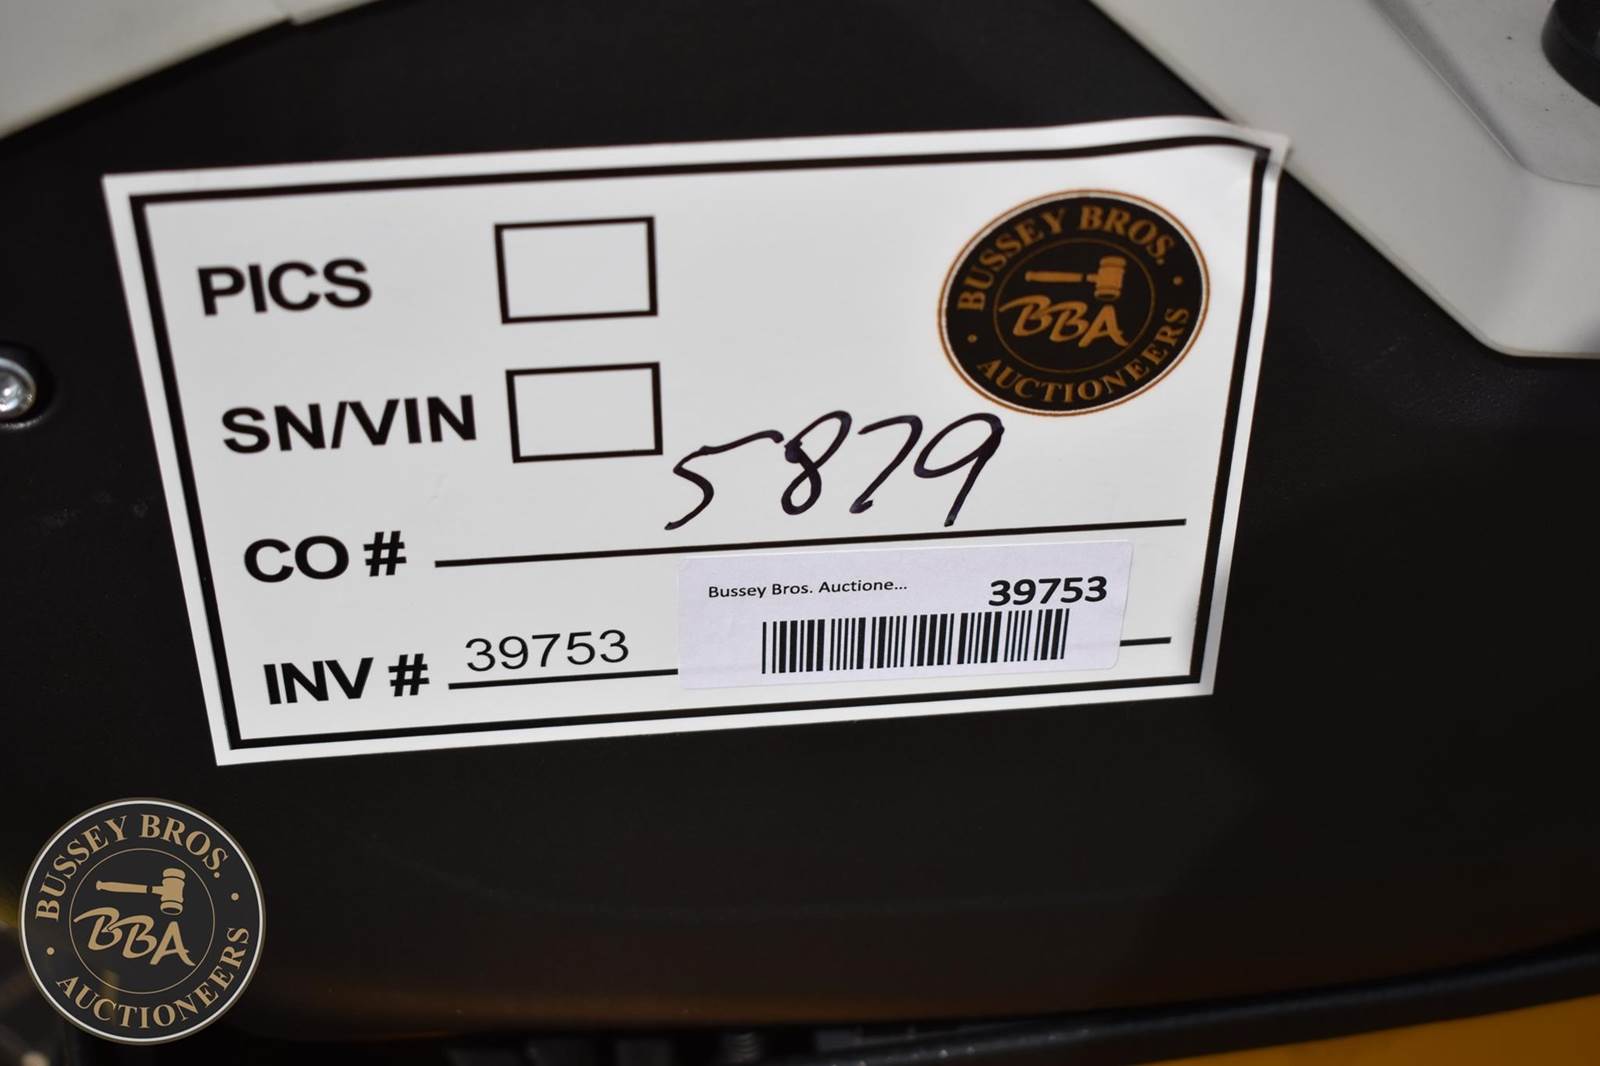 PICS
BUSSEY BROS.
BBA
AUCTIONEERS
SN/VIN
5879
CO #
Bussey Bros. Auctione... 39753
INV # 39753
BUSSEY BROS.
BBA
AUCTIONEERS